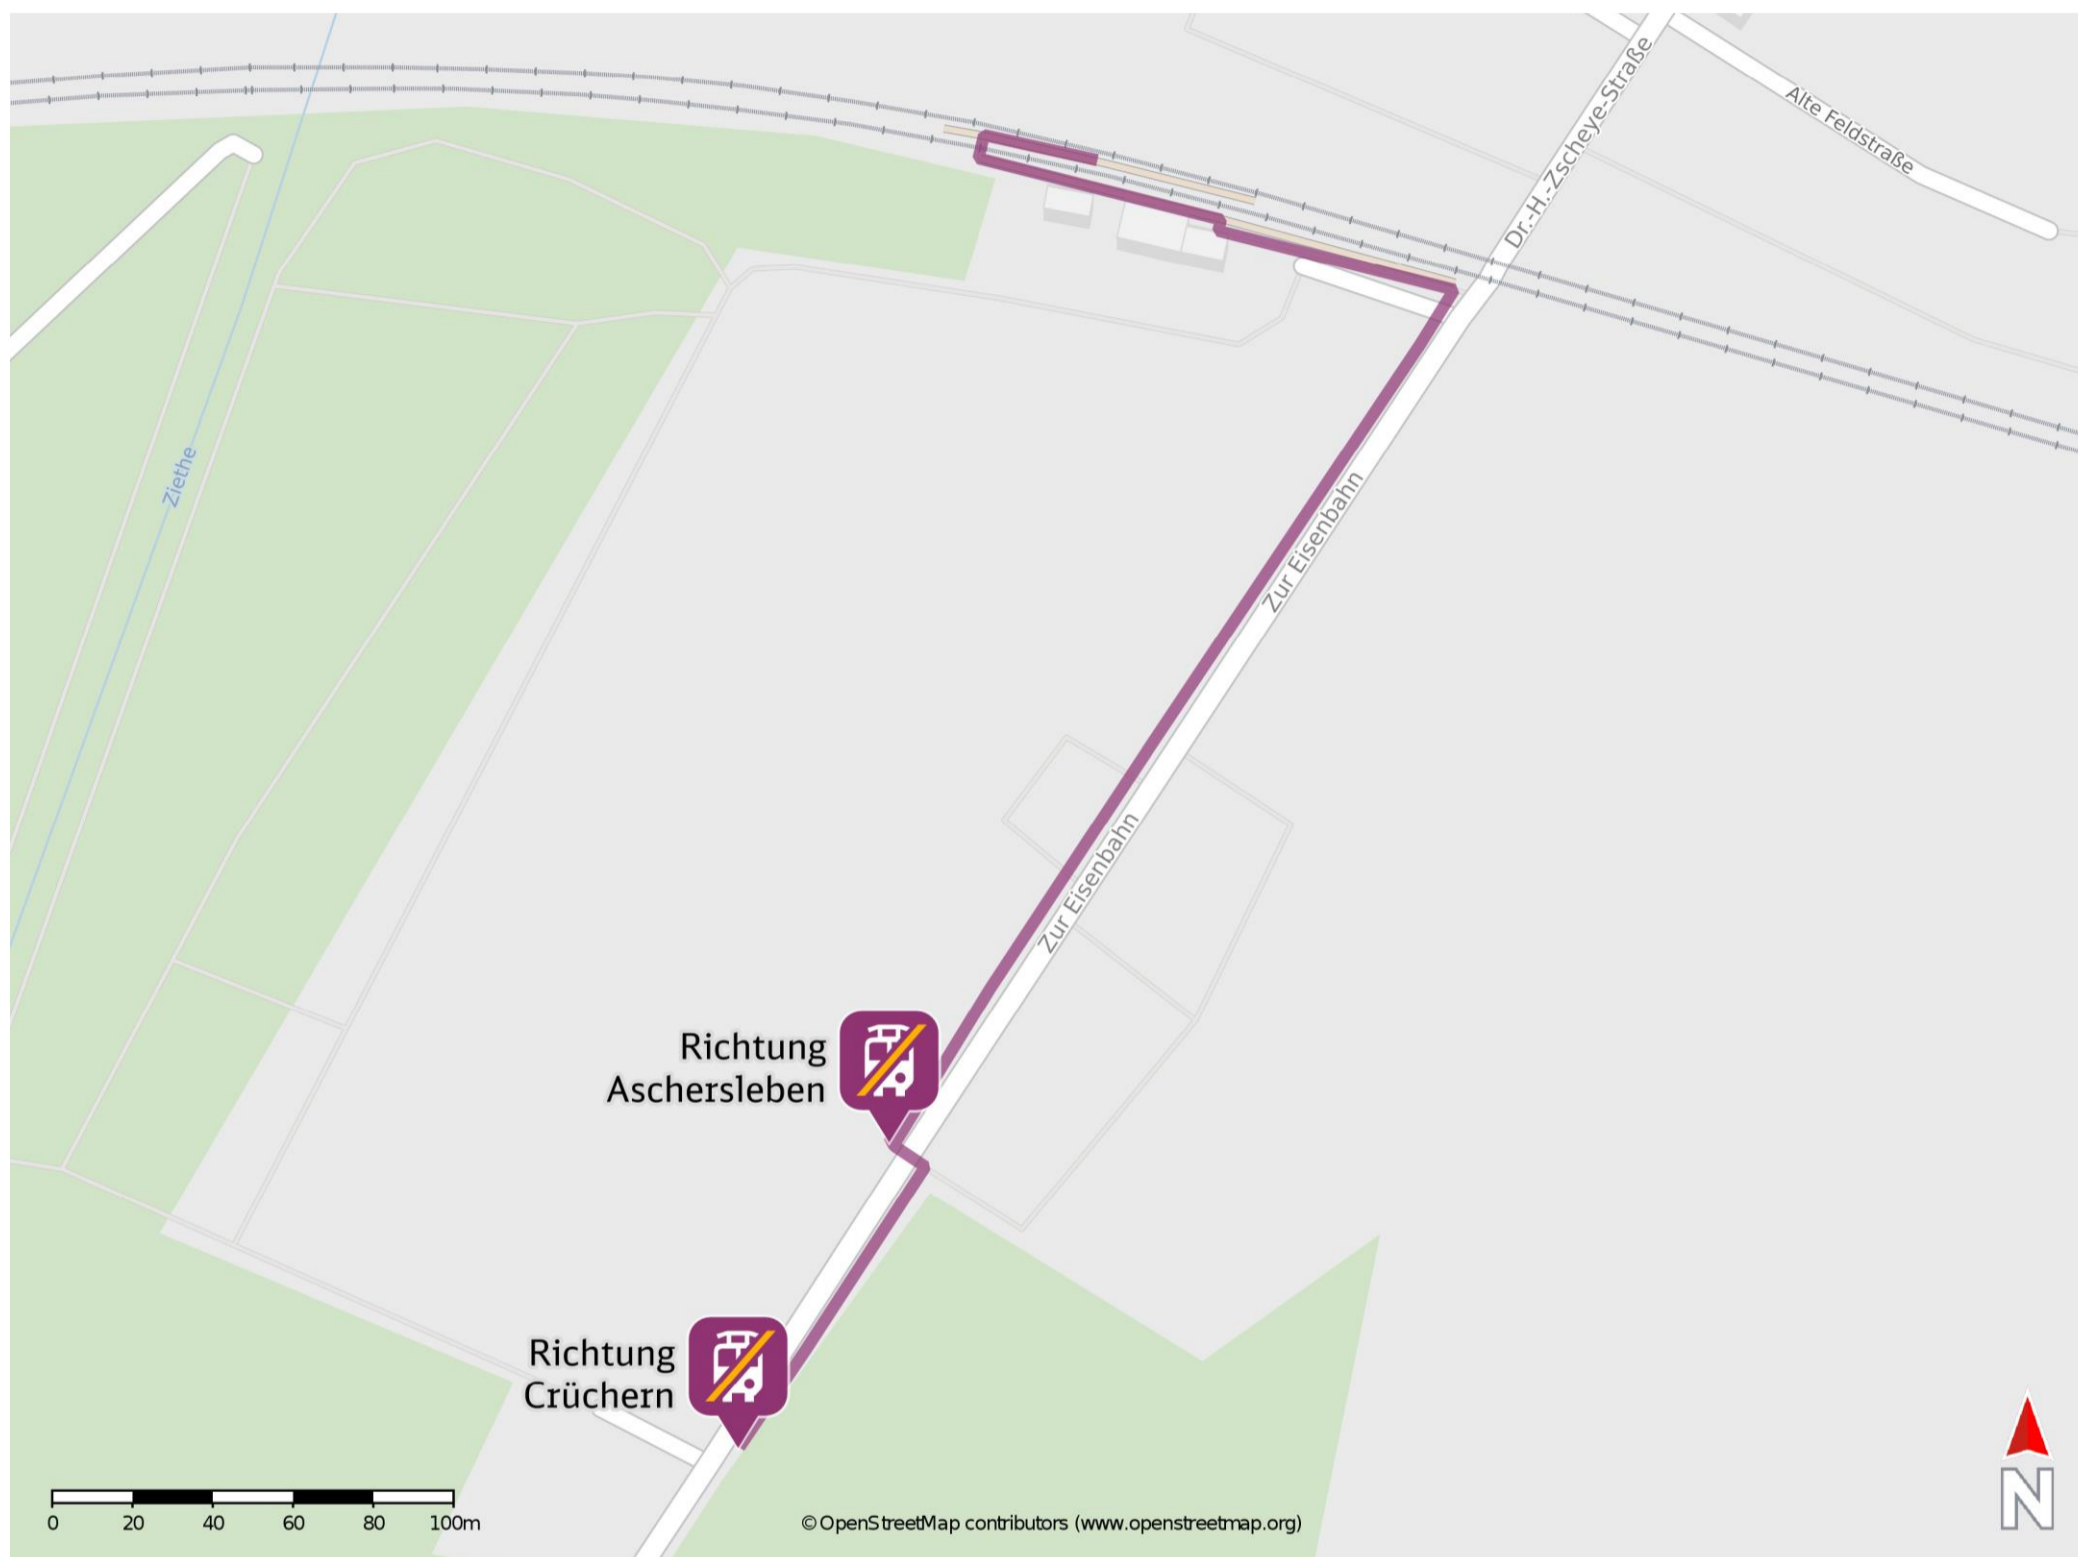 Dr.-H.-Zscheye-Straße
Alte Feldstraße
Ziethe
Zur Eisenbahn
Zur Eisenbahn
Richtung
Aschersleben
Richtung
Crüchern
0 20 40 60 80 100m
© OpenStreetMap contributors (www.openstreetmap.org)
N